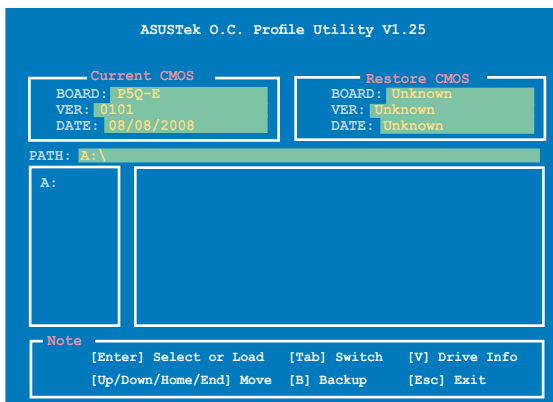 ASUSTek O.C. Profile Utility V1.25
Current CMOS
BOARD: P5Q-E
VER: 0101
DATE: 08/08/2008
Restore CMOS
BOARD: Unknown
VER: Unknown
DATE: Unknown
PATH: A:\
A:
Note
[Enter] Select or Load [Tab] Switch [V] Drive Info
[Up/Down/Home/End] Move [B] Backup [Esc] Exit